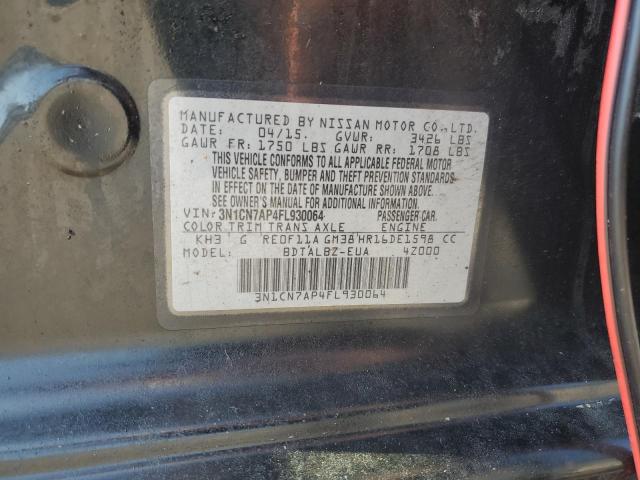 MANUFACTURED BY NISSAN MOTOR CO., LTD.
DATE: 04/15. GVWR: 3426 LBS
GAWR FR: 1750 LBS GAWR RR: 1708 LBS
THIS VEHICLE CONFORMS TO ALL APPLICABLE FEDERAL MOTOR
VEHICLE SAFETY, BUMPER AND THEFT PREVENTION STANDARDS
IN EFFECT ON THE DATE OF MANUFACTURE SHOWN ABOVE.
SEE OWNER'S MANUAL FOR ADDITIONAL INFORMATION.
VIN: 3N1CN7AP4FL930064 PASSENGER CAR.
COLOR TRIM TRANS AXLE ENGINE
KH3 G RE0F11A GM38 HR16DE1598 CC
MODEL: BDTALBZ-EUA 4Z000
3N1CN7AP4FL930064